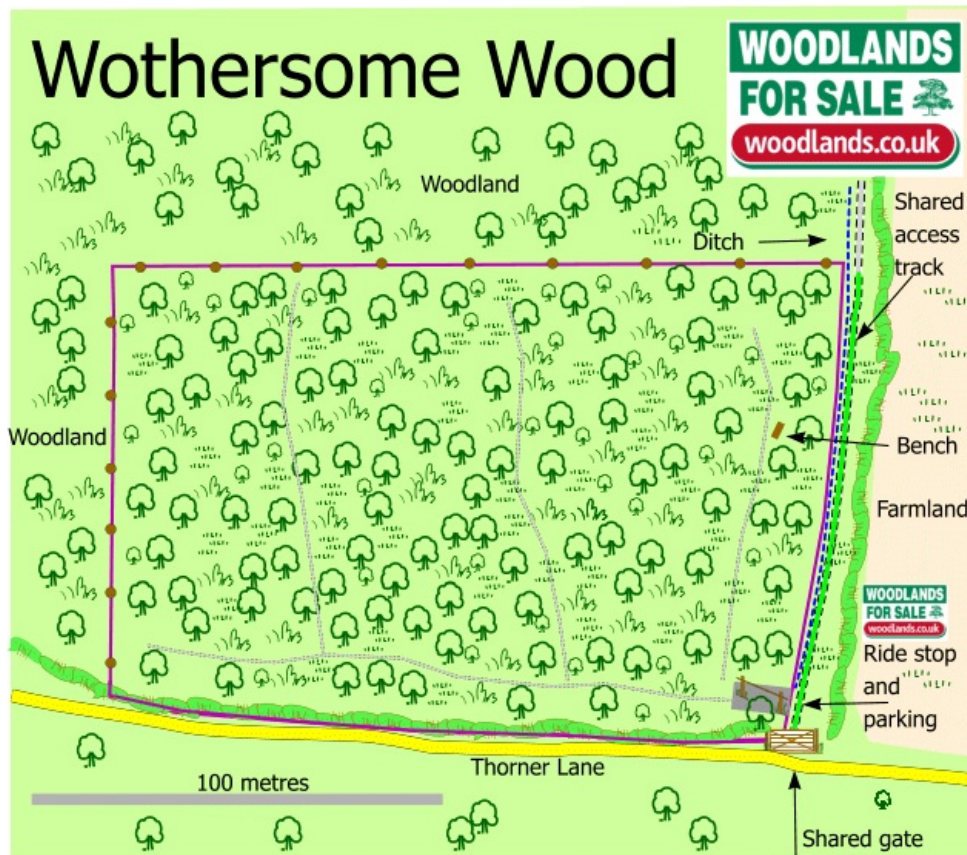 Wothersome Wood
WOODLANDS
FOR SALE
woodlands.co.uk
Woodland
Shared
access
track
Ditch
Woodland
Bench
Farmland
WOODLANDS
FOR SALE
woodlands.co.uk
Ride stop
and
parking
Thorner Lane
100 metres
Shared gate